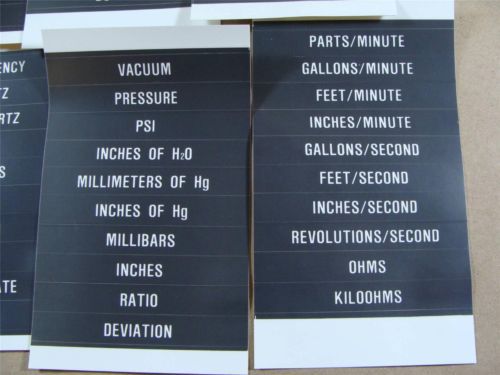 VACUUM
PRESSURE
PSI
INCHES OF H2O
MILLIMETERS OF Hg
INCHES OF Hg
MILLIBARS
INCHES
RATIO
DEVIATION
PARTS/MINUTE
GALLONS/MINUTE
FEET/MINUTE
INCHES/MINUTE
GALLONS/SECOND
FEET/SECOND
INCHES/SECOND
REVOLUTIONS/SECOND
OHMS
KILOOHMS